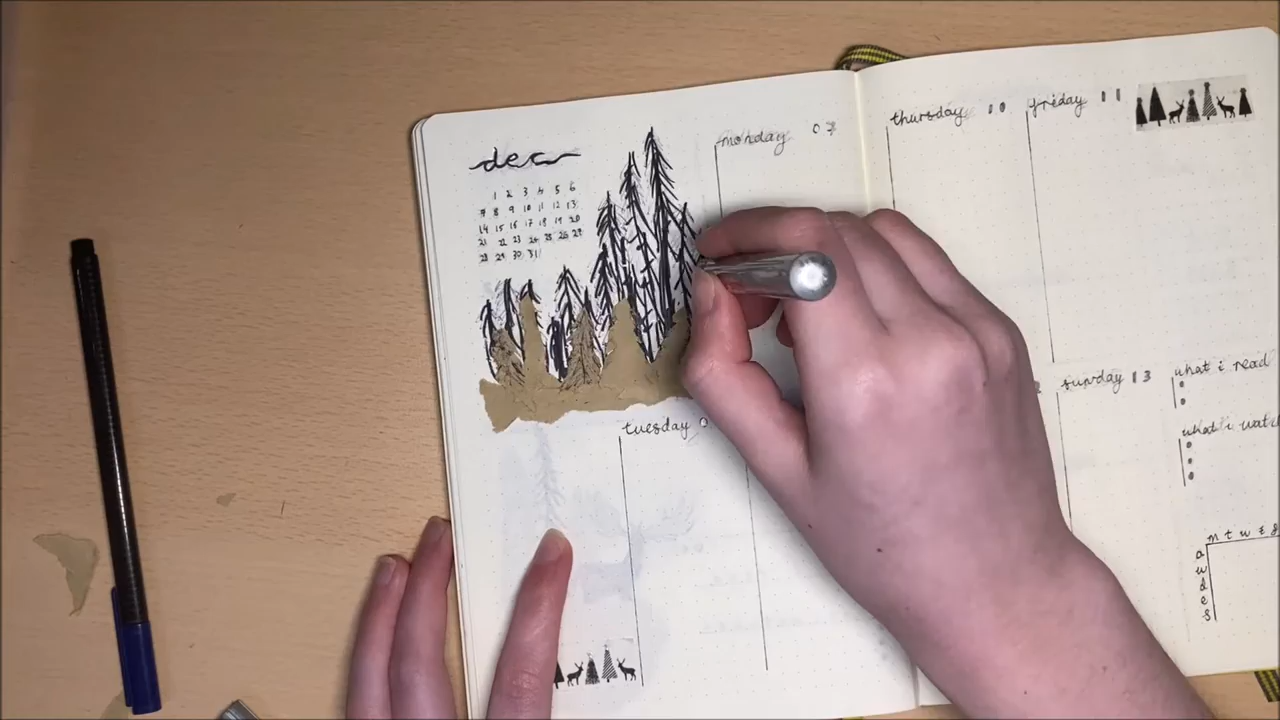 dec
1 2 3 4 5 6
7 8 9 10 11 12 13
14 15 16 17 18 19 20
21 22 23 24 25 26 27
28 29 30 31
monday 07
tuesday 0
thursday 10
friday 11
sunday 13
what i read
what i watc
m t w t
a
w
d
e
s